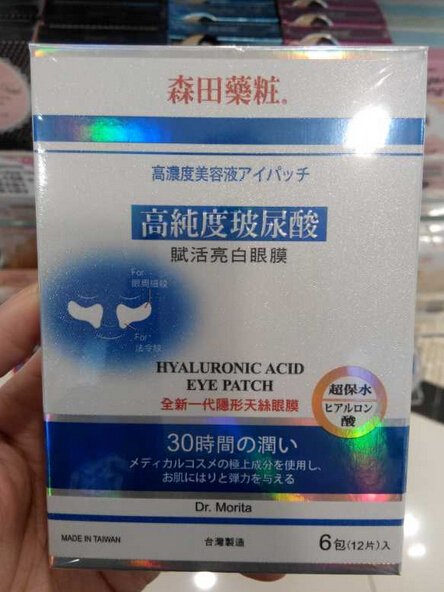 森田藥粧®
高濃度美容液アイパッチ
高純度玻尿酸
賦活亮白眼膜
For
眼周細紋
For
法令紋
HYALURONIC ACID
EYE PATCH
全新一代隱形天絲眼膜
超保水
ヒアルロン
酸
30時間の潤い
メディカルコスメの極上成分を使用し、
お肌にはりと弾力を与える
Dr. Morita
MADE IN TAIWAN
台灣製造
6包(12片)入